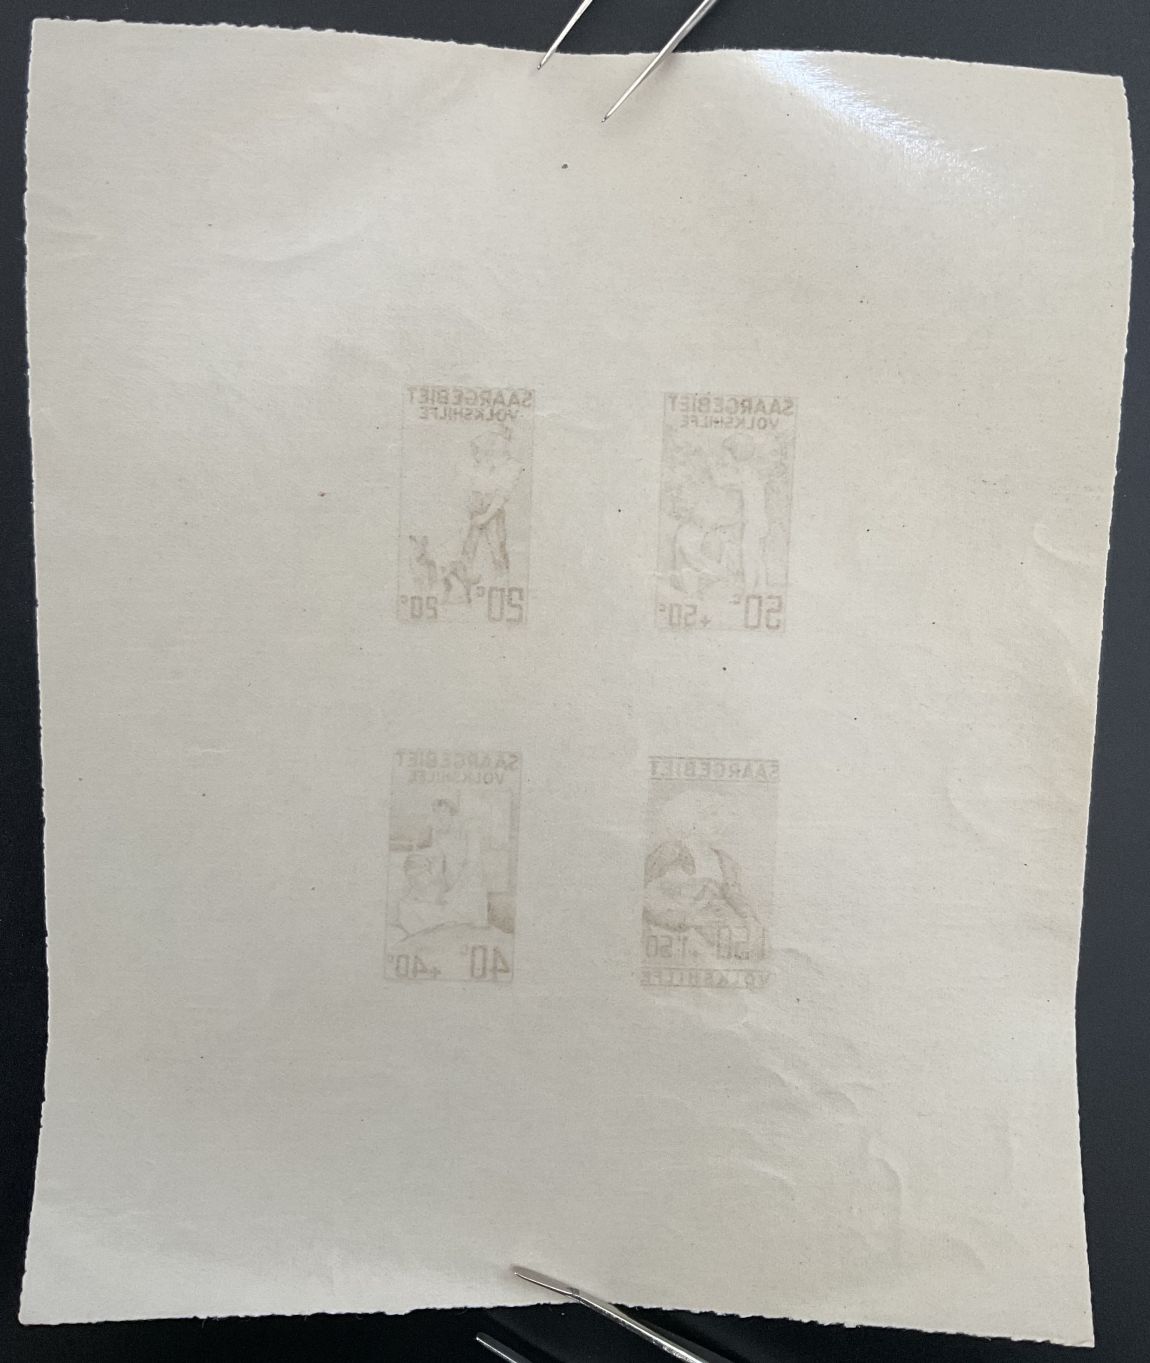 SAARGEBIET
VOLKSHILFE
20c 20c
SAARGEBIET
VOLKSHILFE
50c +50c
SAARGEBIET
VOLKSHILFE
40c +40c
SAARGEBIET
1'50 +1'50
VOLKSHILFE